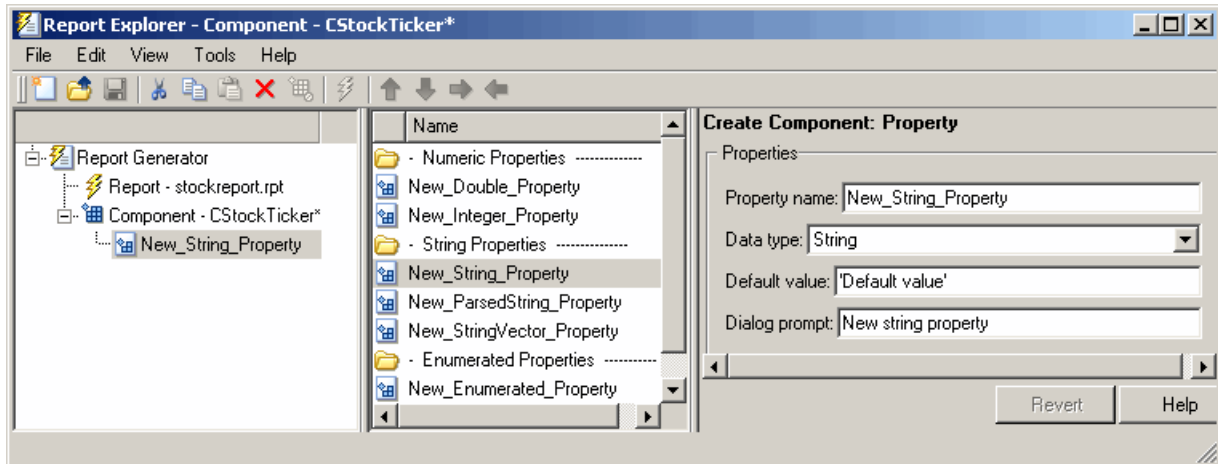 Report Explorer - Component - CStockTicker*
File Edit View Tools Help
Report Generator
Report - stockreport.rpt
Component - CStockTicker*
New_String_Property
Name
- Numeric Properties -------------
New_Double_Property
New_Integer_Property
- String Properties --------------
New_String_Property
New_ParsedString_Property
New_StringVector_Property
- Enumerated Properties ----------
New_Enumerated_Property
Create Component: Property
Properties
Property name: New_String_Property
Data type: String
Default value: 'Default value'
Dialog prompt: New string property
Revert Help